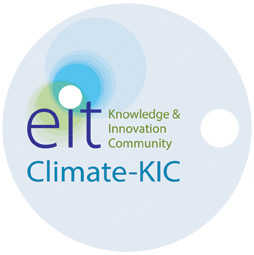 eit Knowledge &
Innovation
Community
Climate-KIC